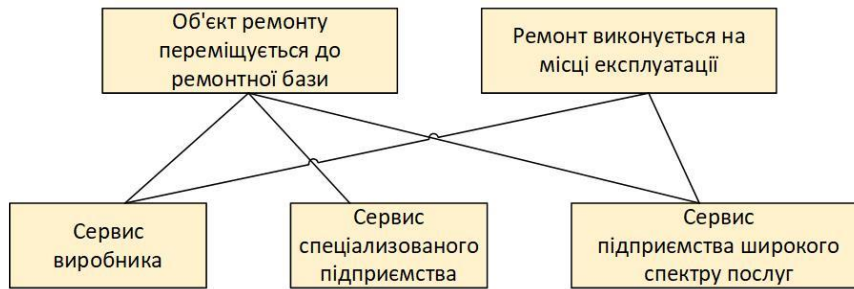 Об'єкт ремонту
переміщується до
ремонтної бази
Ремонт виконується на
місці експлуатації
Сервис
виробника
Сервис
спеціализованого
підприємства
Сервис
підприємства широкого
спектру послуг